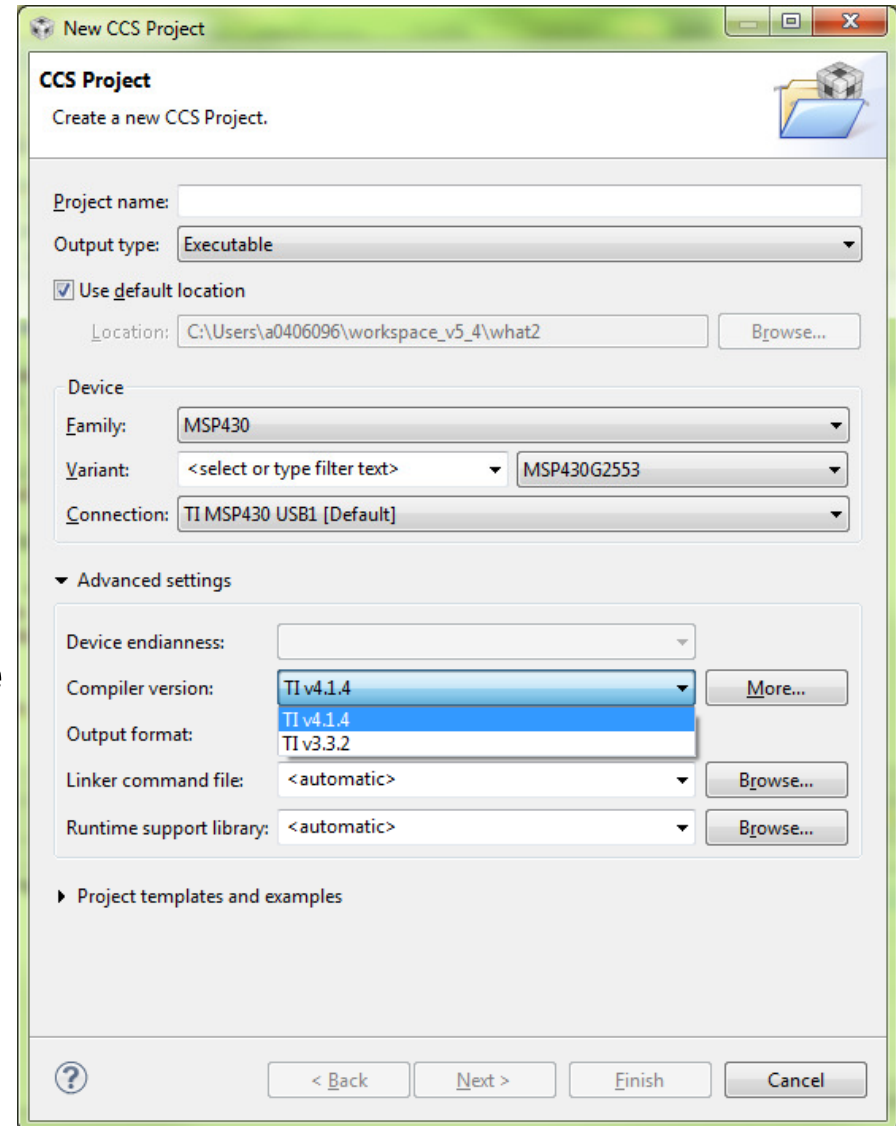 New CCS Project
CCS Project
Create a new CCS Project.
Project name:
Output type: Executable
Use default location
Location: C:\Users\a0406096\workspace_v5_4\what2 Browse...
Device
Family: MSP430
Variant: <select or type filter text> MSP430G2553
Connection: TI MSP430 USB1 [Default]
Advanced settings
Device endianness:
Compiler version: TI v4.1.4 More...
TI v4.1.4
Output format:
TI v3.3.2
Linker command file: <automatic> Browse...
Runtime support library: <automatic> Browse...
Project templates and examples
? < Back Next > Finish Cancel